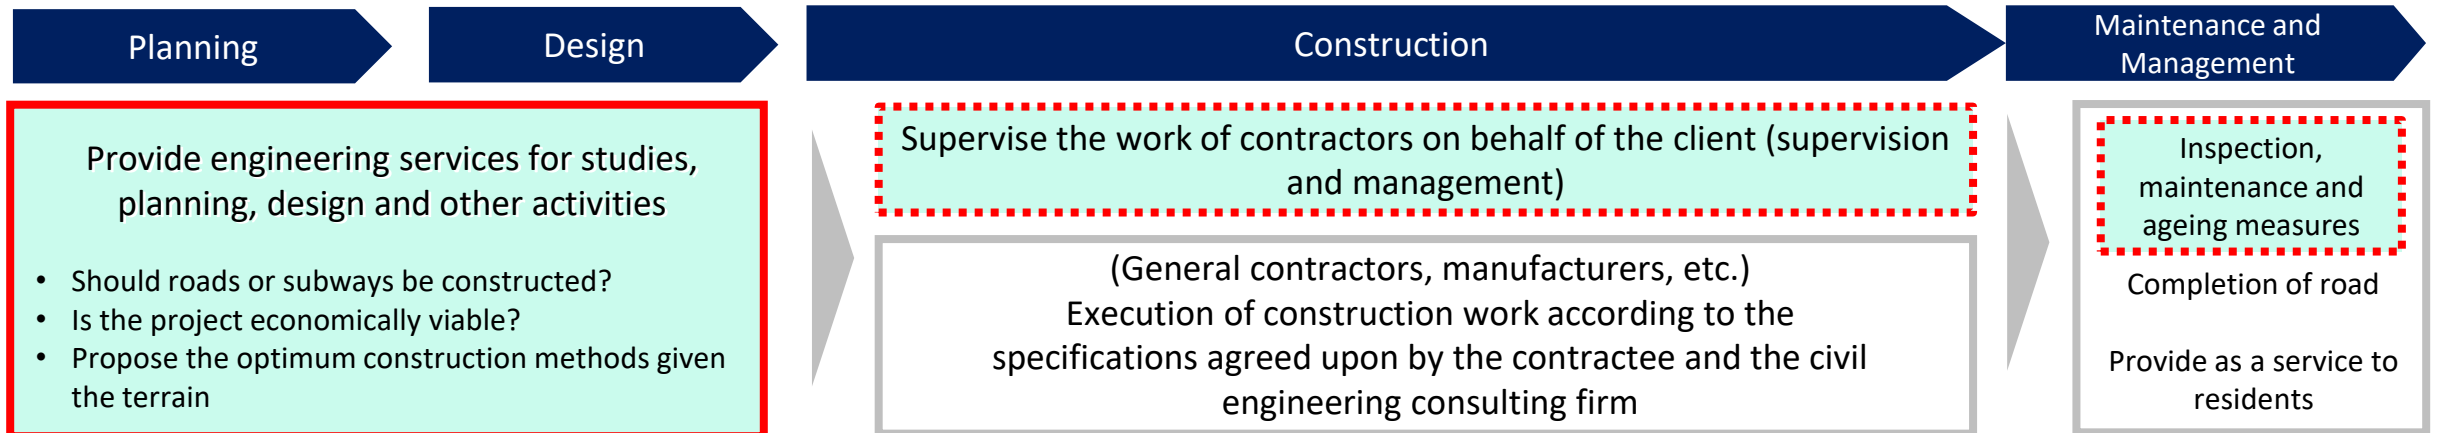 Planning
Design
Construction
Maintenance and
Management
Provide engineering services for studies,
planning, design and other activities
• Should roads or subways be constructed?
• Is the project economically viable?
• Propose the optimum construction methods given
the terrain
Supervise the work of contractors on behalf of the client (supervision
and management)
(General contractors, manufacturers, etc.)
Execution of construction work according to the
specifications agreed upon by the contractee and the civil
engineering consulting firm
Inspection,
maintenance and
ageing measures
Completion of road
Provide as a service to
residents